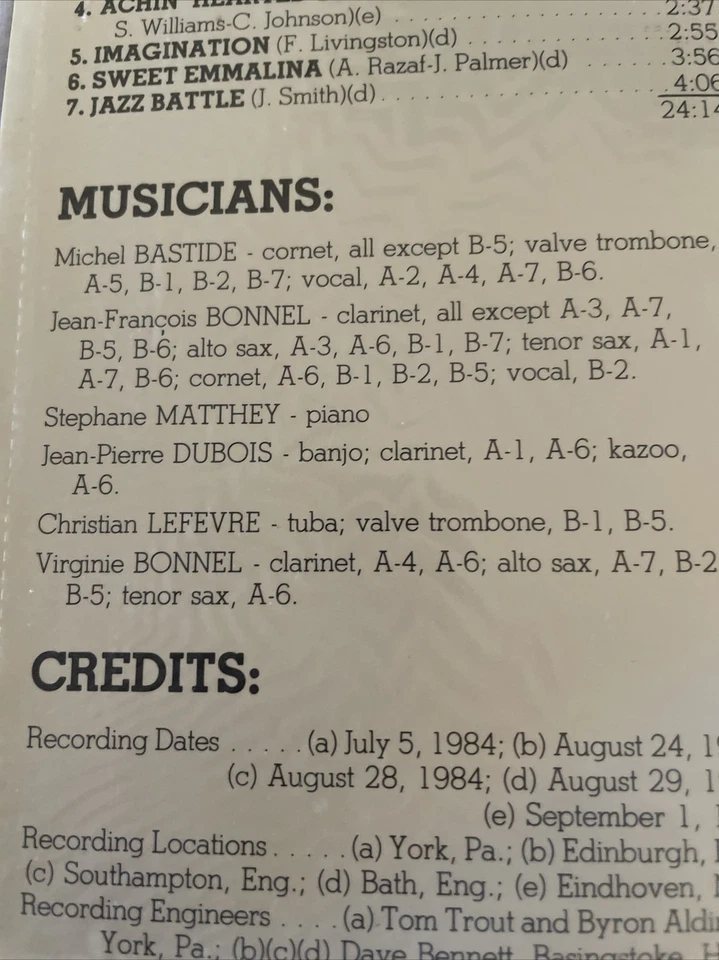 4. ACHIN' HEARTED
S. Williams-C. Johnson)(e) . . . . . . . . . . . . . . . . . . . . 2:37
5. IMAGINATION (F. Livingston)(d) . . . . . . . . . . . . . . 2:55
6. SWEET EMMALINA (A. Razaf-J. Palmer)(d) . . . . . . 3:56
7. JAZZ BATTLE (J. Smith)(d). . . . . . . . . . . . . . . . . . . 4:06
24:14
MUSICIANS:
Michel BASTIDE - cornet, all except B-5; valve trombone,
A-5, B-1, B-2, B-7; vocal, A-2, A-4, A-7, B-6.
Jean-François BONNEL - clarinet, all except A-3, A-7,
B-5, B-6; alto sax, A-3, A-6, B-1, B-7; tenor sax, A-1,
A-7, B-6; cornet, A-6, B-1, B-2, B-5; vocal, B-2.
Stephane MATTHEY - piano
Jean-Pierre DUBOIS - banjo; clarinet, A-1, A-6; kazoo,
A-6.
Christian LEFEVRE - tuba; valve trombone, B-1, B-5.
Virginie BONNEL - clarinet, A-4, A-6; alto sax, A-7, B-2
B-5; tenor sax, A-6.
CREDITS:
Recording Dates . . . . . (a) July 5, 1984; (b) August 24, 1
(c) August 28, 1984; (d) August 29, 1
(e) September 1,
Recording Locations . . . . . (a) York, Pa.; (b) Edinburgh,
(c) Southampton, Eng.; (d) Bath, Eng.; (e) Eindhoven,
Recording Engineers . . . . (a) Tom Trout and Byron Aldi
York, Pa.; (b)(c)(d) Dave Bennett, Basingstoke, H